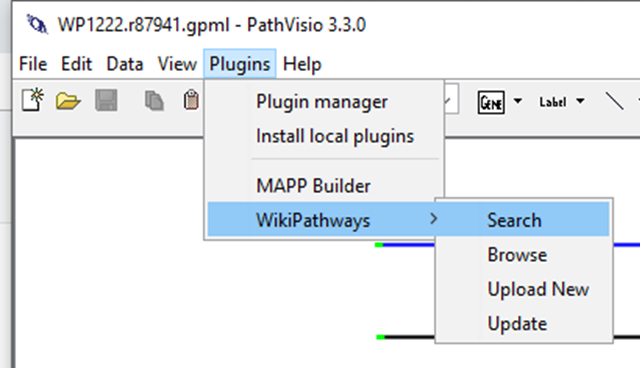 WP1222.r87941.gpml - PathVisio 3.3.0
File Edit Data View Plugins Help
GENE Label
Plugin manager
Install local plugins
MAPP Builder
WikiPathways
Search
Browse
Upload New
Update